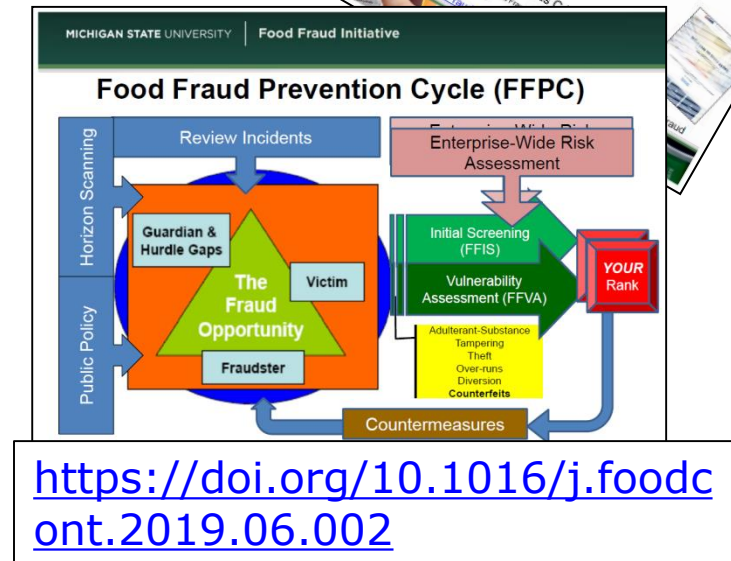 MICHIGAN STATE UNIVERSITY Food Fraud Initiative
Food Fraud Prevention Cycle (FFPC)
Horizon Scanning
Public Policy
Review Incidents
Guardian &
Hurdle Gaps
Victim
The
Fraud
Opportunity
Fraudster
Enterprise-Wide Risk
Assessment
Initial Screening
(FFIS)
Vulnerability
Assessment (FFVA)
YOUR
Rank
Adulterant-Substance
Tampering
Theft
Over-runs
Diversion
Counterfeits
Countermeasures
https://doi.org/10.1016/j.foodc
ont.2019.06.002